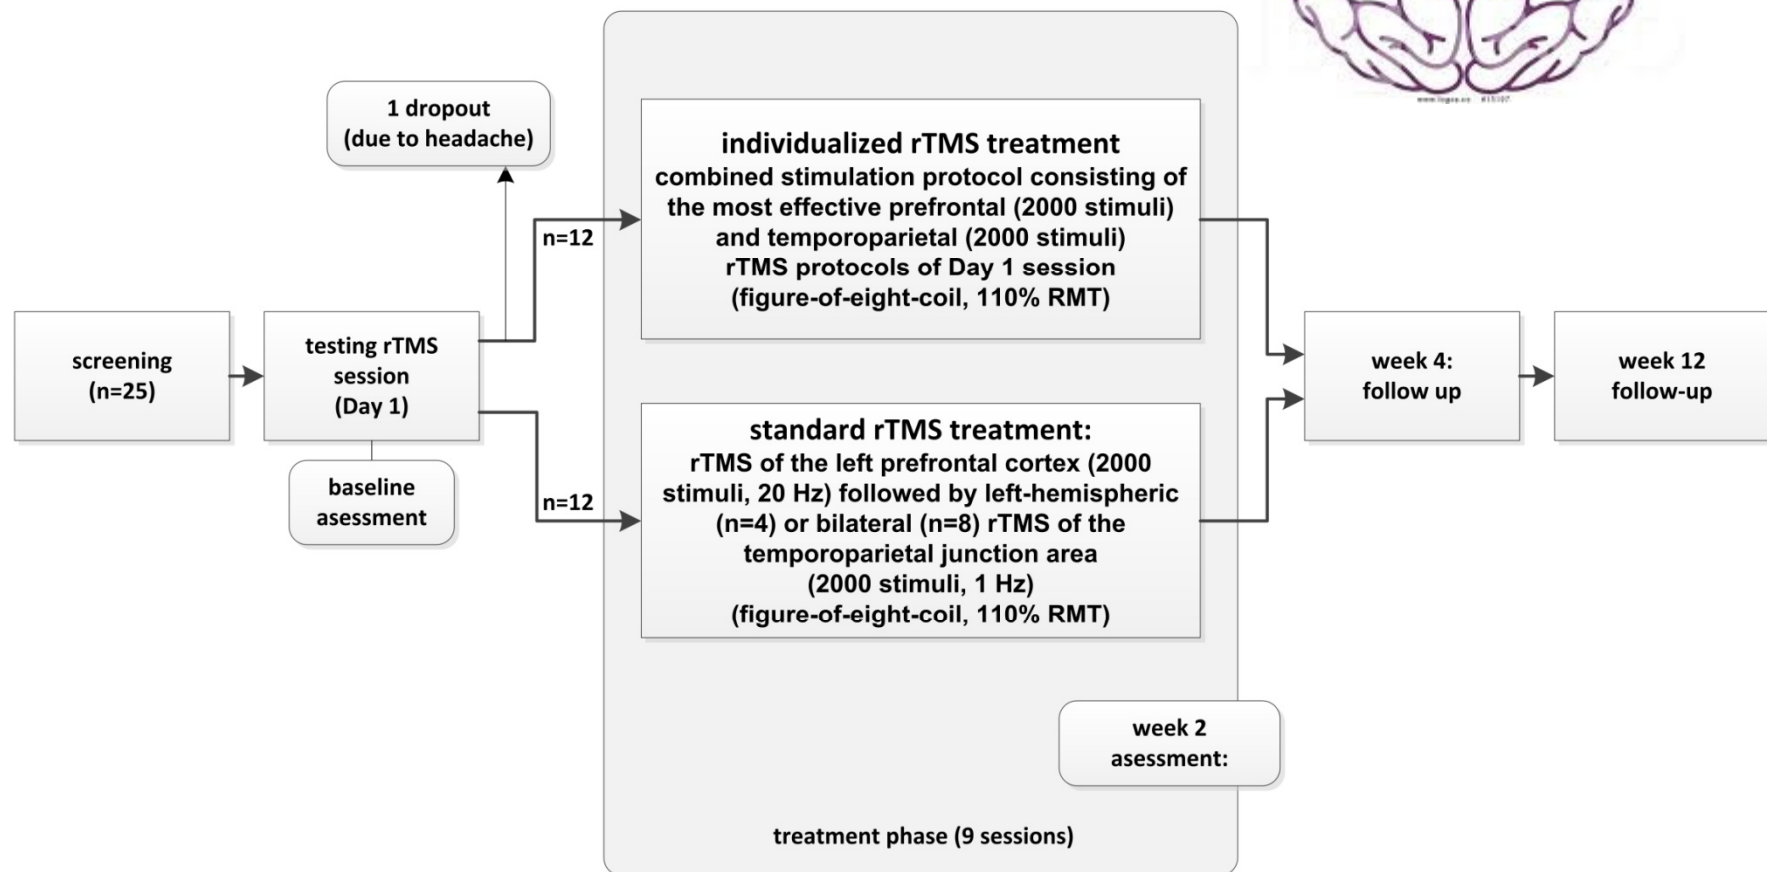 www.logoa.cc #15107
1 dropout
(due to headache)
individualized rTMS treatment
combined stimulation protocol consisting of
the most effective prefrontal (2000 stimuli)
and temporoparietal (2000 stimuli)
rTMS protocols of Day 1 session
(figure-of-eight-coil, 110% RMT)
n=12
screening
(n=25)
testing rTMS
session
(Day 1)
baseline
asessment
n=12
standard rTMS treatment:
rTMS of the left prefrontal cortex (2000
stimuli, 20 Hz) followed by left-hemispheric
(n=4) or bilateral (n=8) rTMS of the
temporoparietal junction area
(2000 stimuli, 1 Hz)
(figure-of-eight-coil, 110% RMT)
week 4:
follow up
week 12
follow-up
week 2
asessment:
treatment phase (9 sessions)